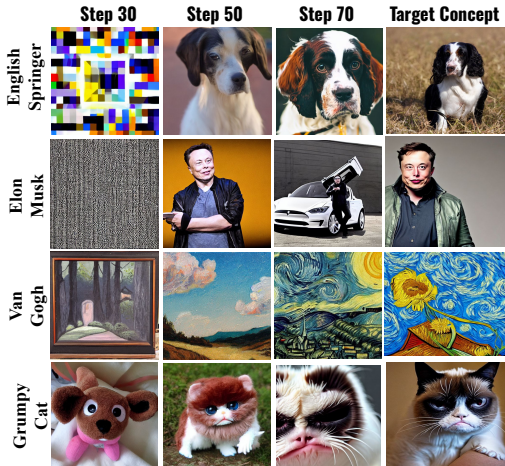 Step 30 Step 50 Step 70 Target Concept
English
Springer
Elon
Musk
Van
Gogh
Grumpy
Cat